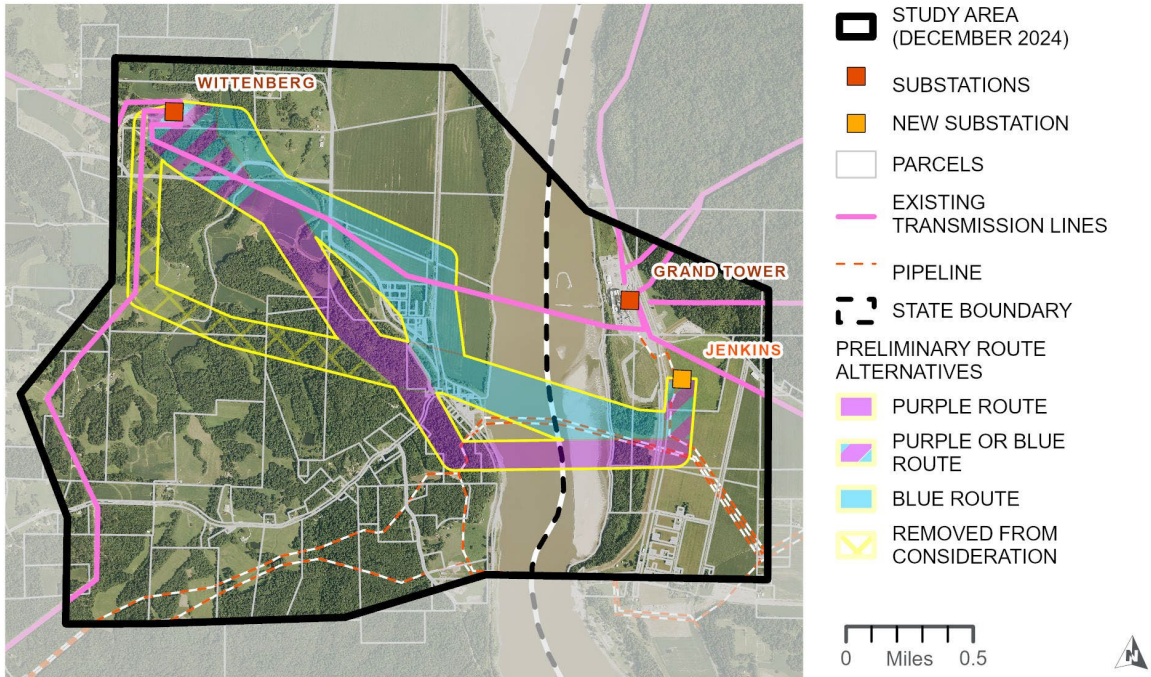 WITTENBERG
GRAND TOWER
JENKINS
STUDY AREA
(DECEMBER 2024)
SUBSTATIONS
NEW SUBSTATION
PARCELS
EXISTING
TRANSMISSION LINES
PIPELINE
STATE BOUNDARY
PRELIMINARY ROUTE
ALTERNATIVES
PURPLE ROUTE
PURPLE OR BLUE
ROUTE
BLUE ROUTE
REMOVED FROM
CONSIDERATION
0 Miles 0.5
N